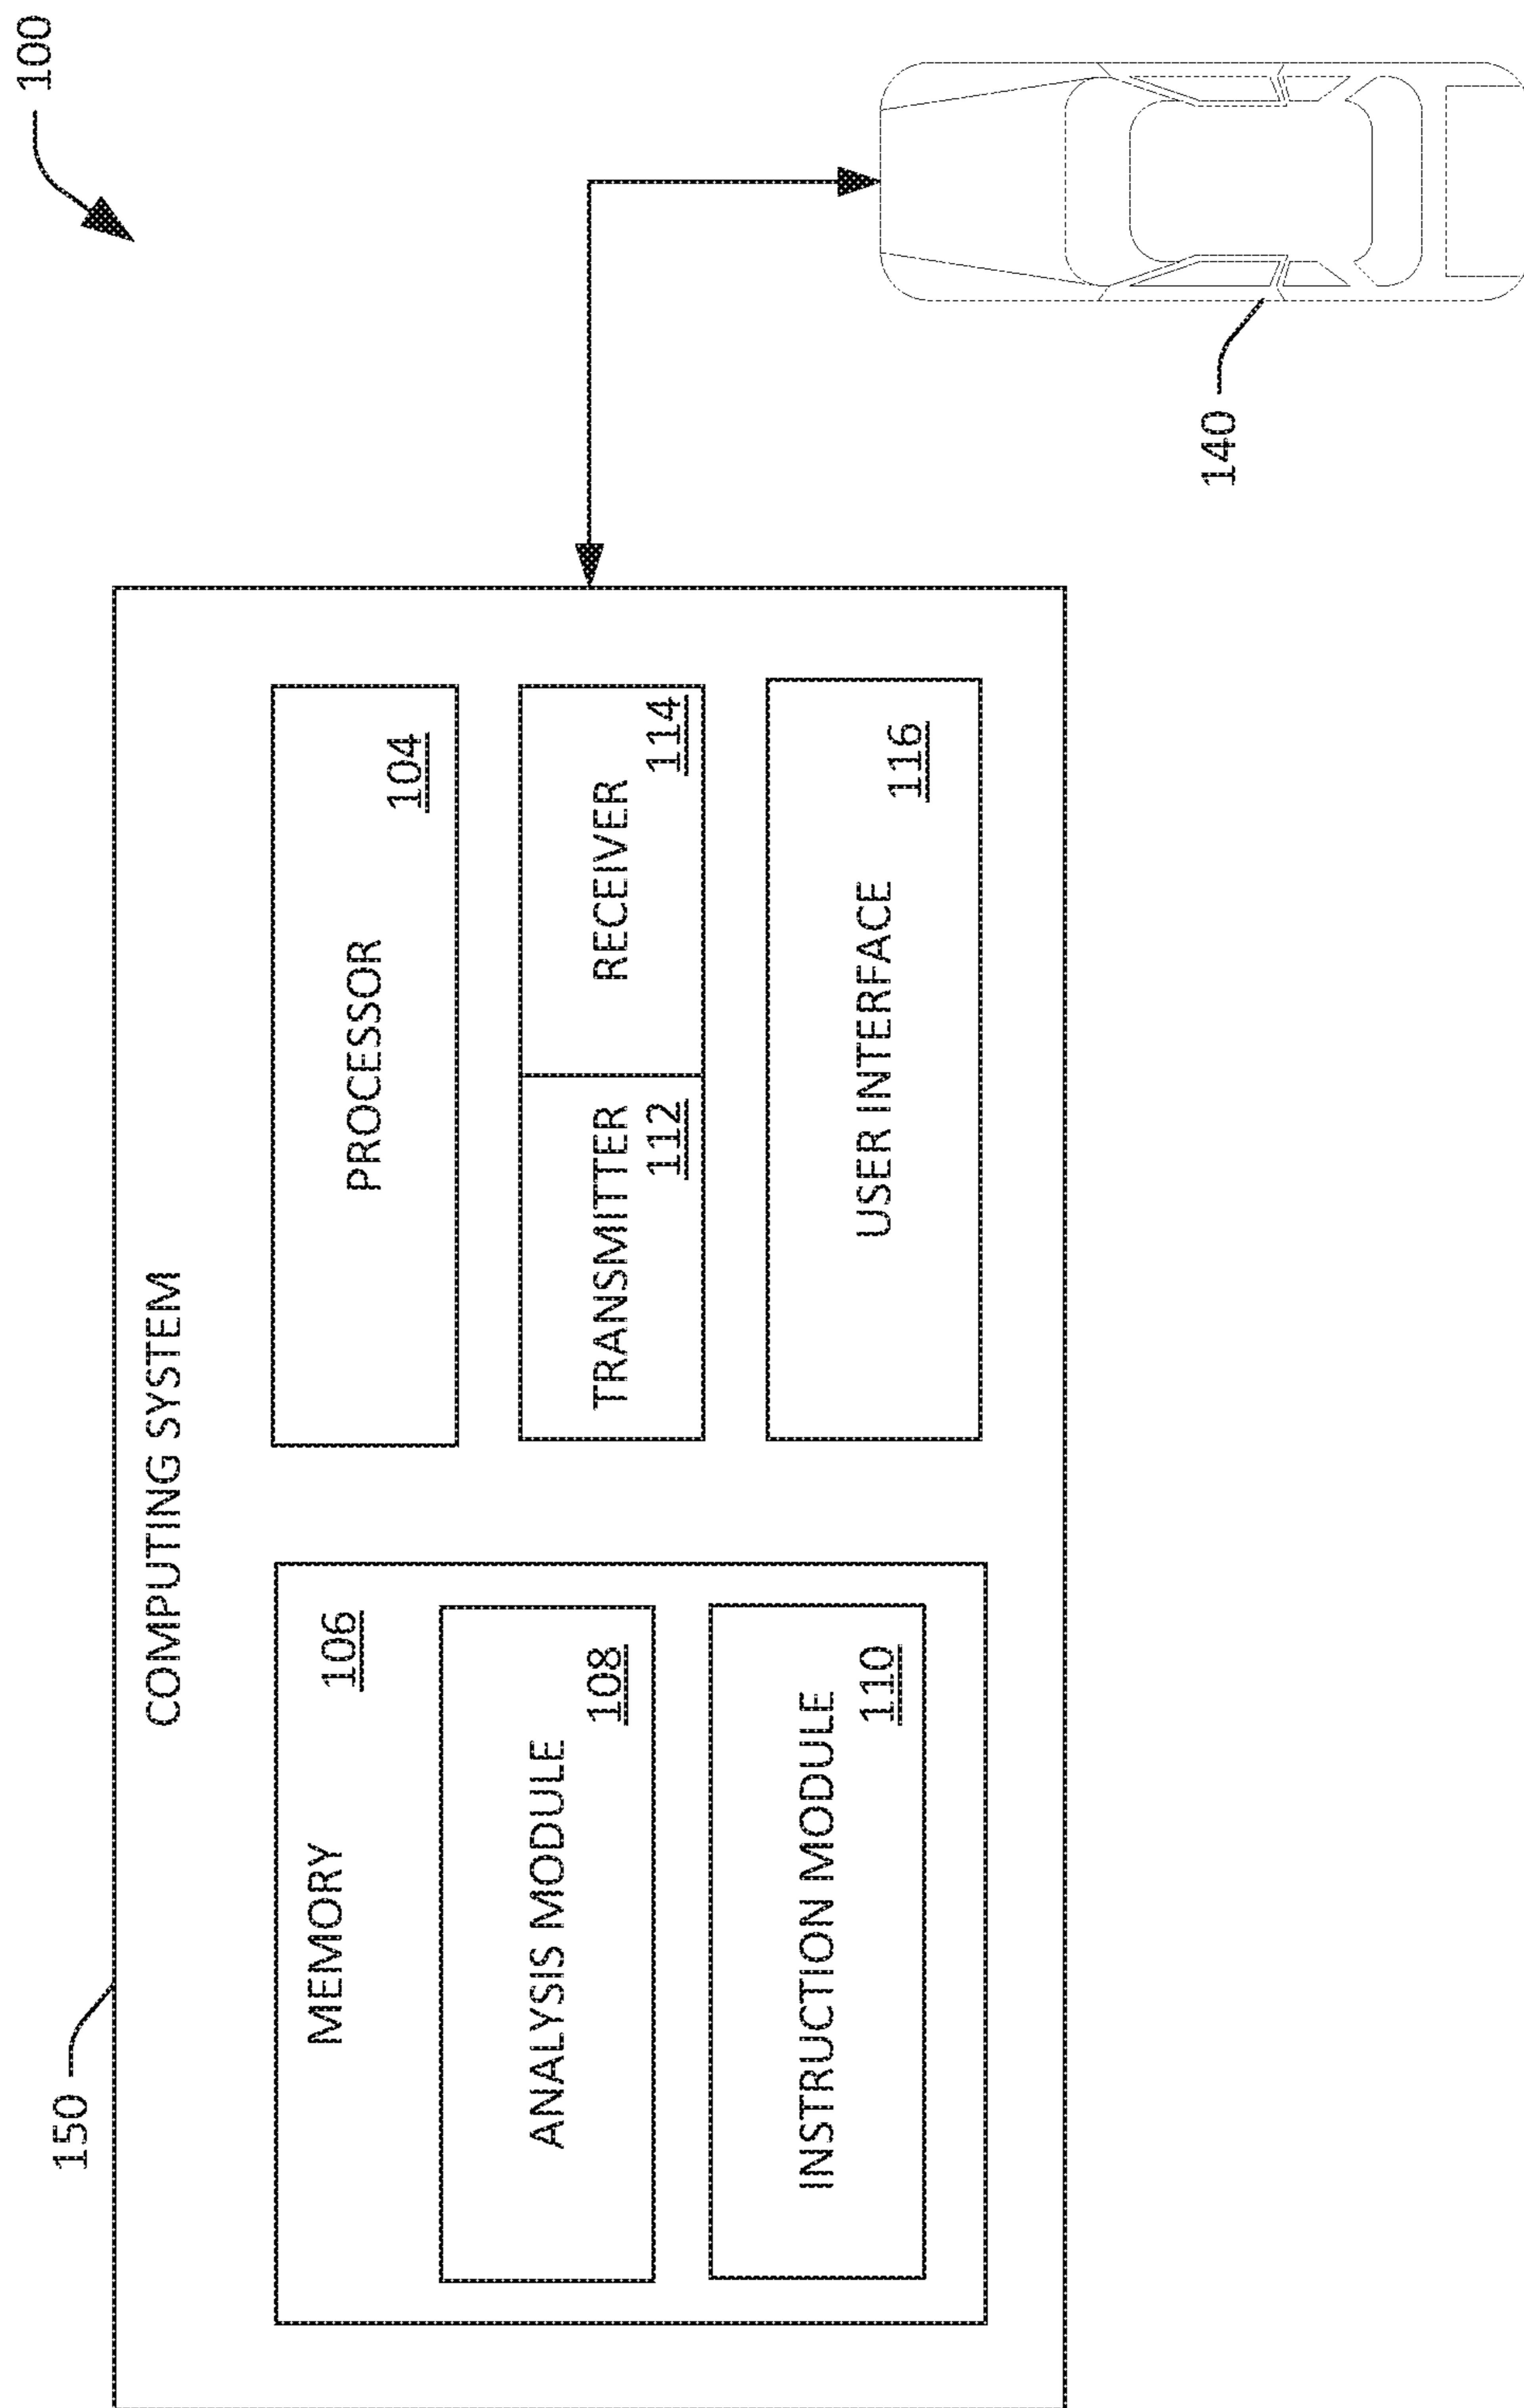 100
150
COMPUTING SYSTEM
MEMORY
106
ANALYSIS MODULE
108
INSTRUCTION MODULE
110
PROCESSOR
104
TRANSMITTER
112
RECEIVER
114
USER INTERFACE
116
140